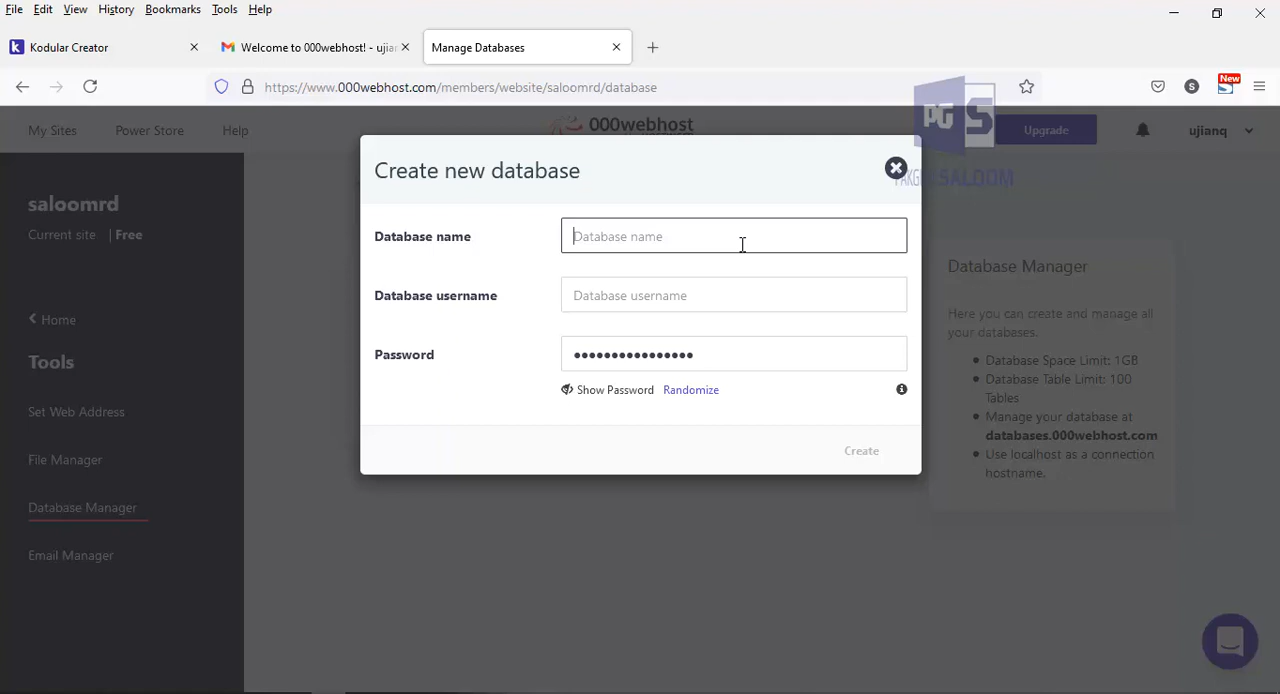 File Edit View History Bookmarks Tools Help
Kodular Creator
Welcome to 000webhost! - ujian
Manage Databases
https://www.000webhost.com/members/website/saloomrd/database
New
My Sites Power Store Help
000webhost
Upgrade
ujianq
PG S
SALOOM
saloomrd
Current site | Free
Home
Tools
Set Web Address
File Manager
Database Manager
Email Manager
Create new database
Database name
Database name
Database username
Database username
Password
••••••••••••••••
Show Password Randomize
Create
Database Manager
Here you can create and manage all
your databases.
• Database Space Limit: 1GB
• Database Table Limit: 100
Tables
• Manage your database at
databases.000webhost.com
• Use localhost as a connection
hostname.